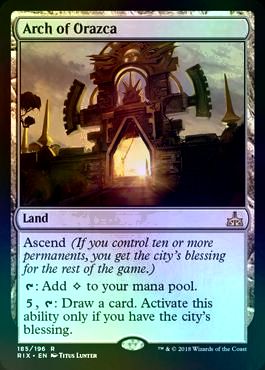 Arch of Orazca
Land
Ascend (If you control ten or more
permanents, you get the city's blessing
for the rest of the game.)
: Add to your mana pool.
5, : Draw a card. Activate this
ability only if you have the city's
blessing.
185/196 R
RIX • EN Titus Lunter
™ & © 2018 Wizards of the Coast